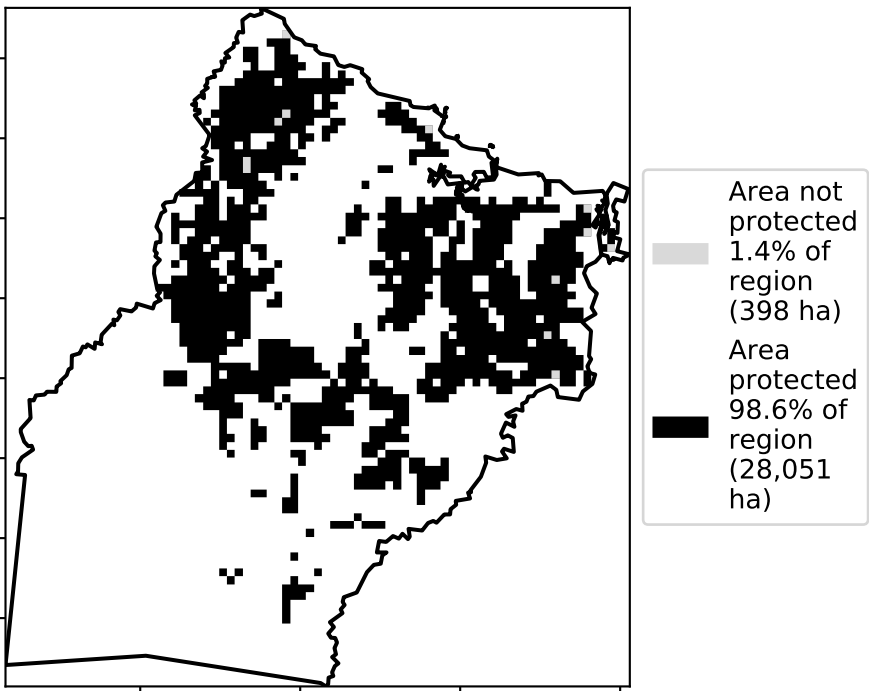 Area not
protected
1.4% of
region
(398 ha)
Area
protected
98.6% of
region
(28,051
ha)